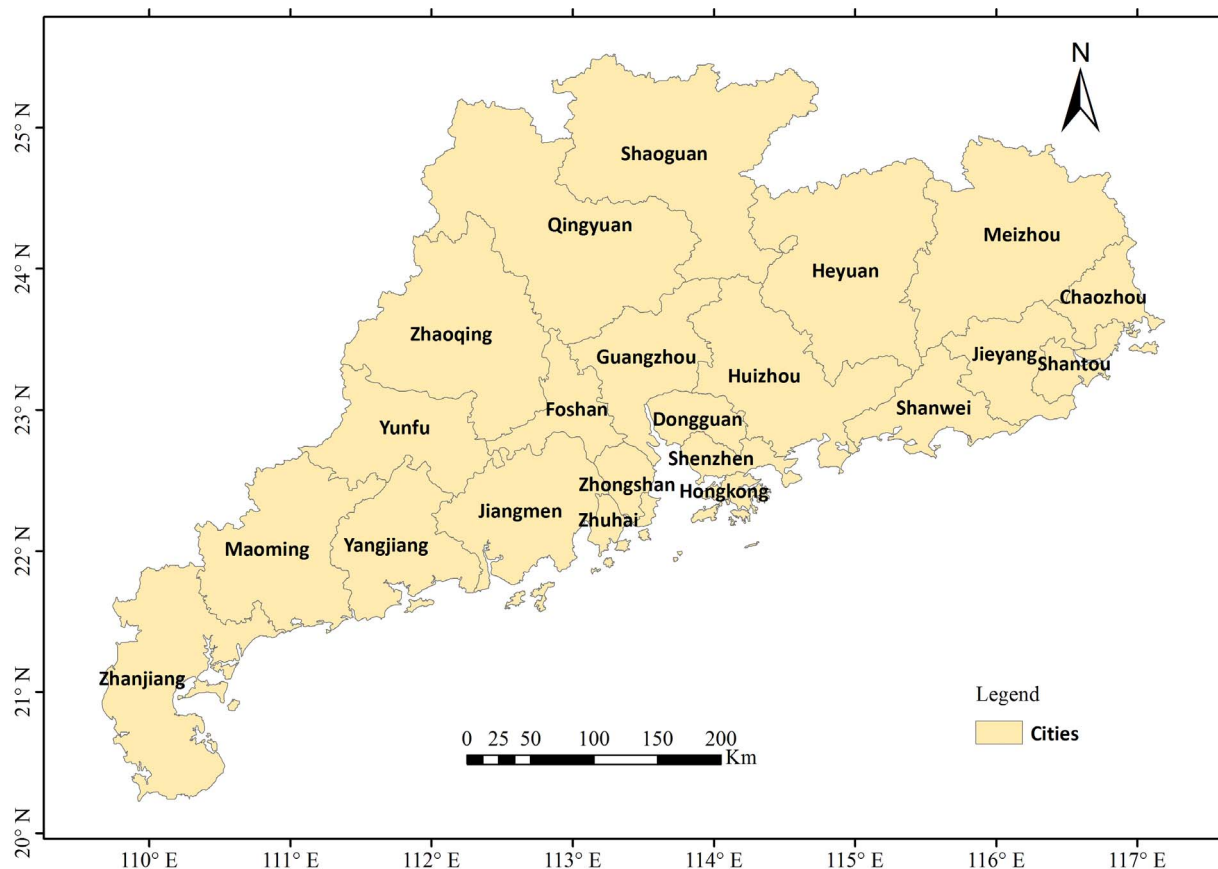 N
25° N
24° N
23° N
22° N
21° N
20° N
Shaoguan
Qingyuan
Meizhou
Heyuan
Chaozhou
Zhaoqing
Guangzhou
Jieyang
Shantou
Huizhou
Foshan
Shanwei
Dongguan
Yunfu
Shenzhen
Zhongshan
Hongkong
Jiangmen
Zhuhai
Maoming
Yangjiang
Zhanjiang
Legend
Cities
0 25 50 100 150 200
Km
110° E 111° E 112° E 113° E 114° E 115° E 116° E 117° E